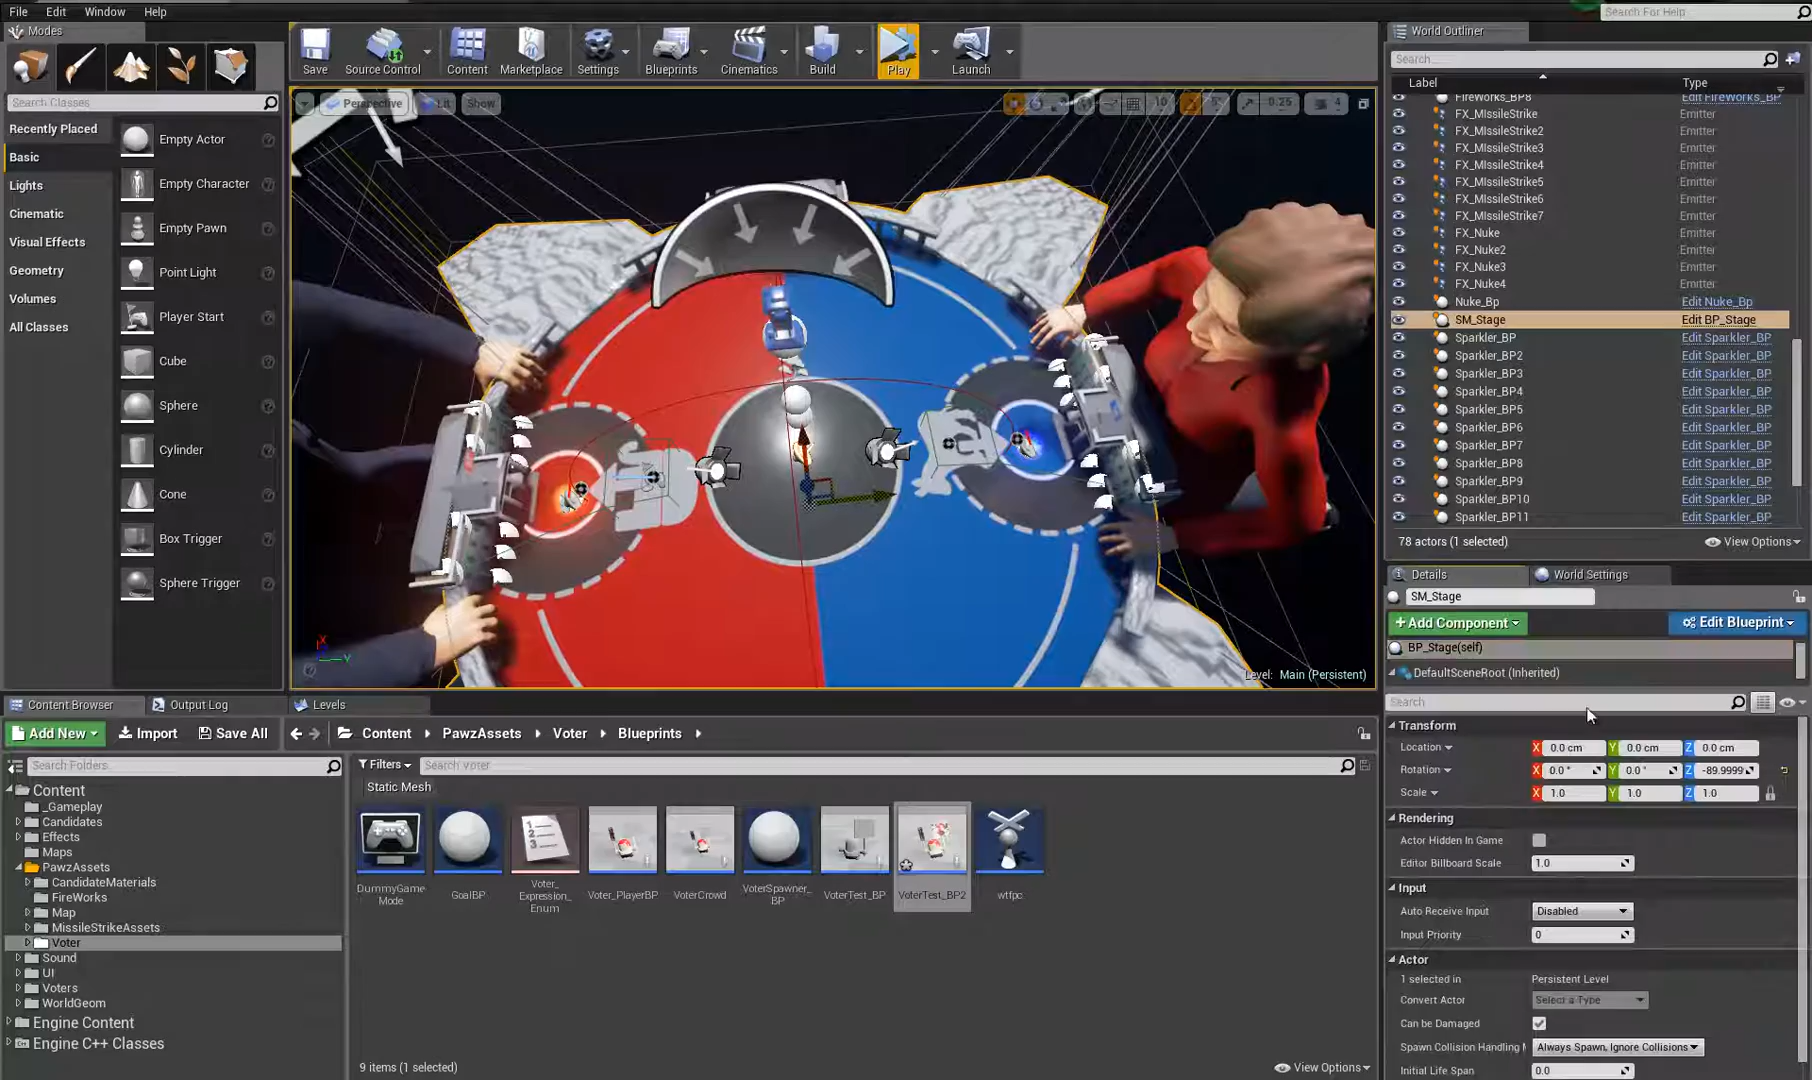 File Edit Window Help
Search For Help
Modes
Search Classes
Recently Placed
Basic
Lights
Cinematic
Visual Effects
Geometry
Volumes
All Classes
Empty Actor
Empty Character
Empty Pawn
Point Light
Player Start
Cube
Sphere
Cylinder
Cone
Box Trigger
Sphere Trigger
Save Source Control Content Marketplace Settings Blueprints Cinematics Build Play Launch
Perspective Lit Show
10 0.25 4
Level: Main (Persistent)
World Outliner
Search...
Label Type
FireWorks_BP8 Edit FireWorks_BP
FX_MIssileStrike Emitter
FX_MIssileStrike2 Emitter
FX_MIssileStrike3 Emitter
FX_MIssileStrike4 Emitter
FX_MIssileStrike5 Emitter
FX_MIssileStrike6 Emitter
FX_MIssileStrike7 Emitter
FX_Nuke Emitter
FX_Nuke2 Emitter
FX_Nuke3 Emitter
FX_Nuke4 Emitter
Nuke_Bp Edit Nuke_Bp
SM_Stage Edit BP_Stage
Sparkler_BP Edit Sparkler_BP
Sparkler_BP2 Edit Sparkler_BP
Sparkler_BP3 Edit Sparkler_BP
Sparkler_BP4 Edit Sparkler_BP
Sparkler_BP5 Edit Sparkler_BP
Sparkler_BP6 Edit Sparkler_BP
Sparkler_BP7 Edit Sparkler_BP
Sparkler_BP8 Edit Sparkler_BP
Sparkler_BP9 Edit Sparkler_BP
Sparkler_BP10 Edit Sparkler_BP
Sparkler_BP11 Edit Sparkler_BP
78 actors (1 selected) View Options
Details World Settings
SM_Stage
+Add Component Edit Blueprint
BP_Stage(self)
DefaultSceneRoot (Inherited)
Search
Transform
Location X 0.0 cm Y 0.0 cm Z 0.0 cm
Rotation X 0.0 ° Y 0.0 ° Z -89.9999
Scale X 1.0 Y 1.0 Z 1.0
Rendering
Actor Hidden In Game
Editor Billboard Scale 1.0
Input
Auto Receive Input Disabled
Input Priority 0
Actor
1 selected in Persistent Level
Convert Actor Select a Type
Can be Damaged
Spawn Collision Handling M Always Spawn, Ignore Collisions
Initial Life Span 0.0
Content Browser Output Log Levels
Add New Import Save All Content PawzAssets Voter Blueprints
Search Folders
Filters Search Voter
Static Mesh
Content
_Gameplay
Candidates
Effects
Maps
PawzAssets
CandidateMaterials
FireWorks
Map
MissileStrikeAssets
Voter
Sound
UI
Voters
WorldGeom
Engine Content
Engine C++ Classes
DummyGame
Mode
GoalBP
Voter_
Expression_
Enum
Voter_PlayerBP
VoterCrowd
VoterSpawner_
BP
VoterTest_BP
VoterTest_BP2
wtfpc
9 items (1 selected) View Options